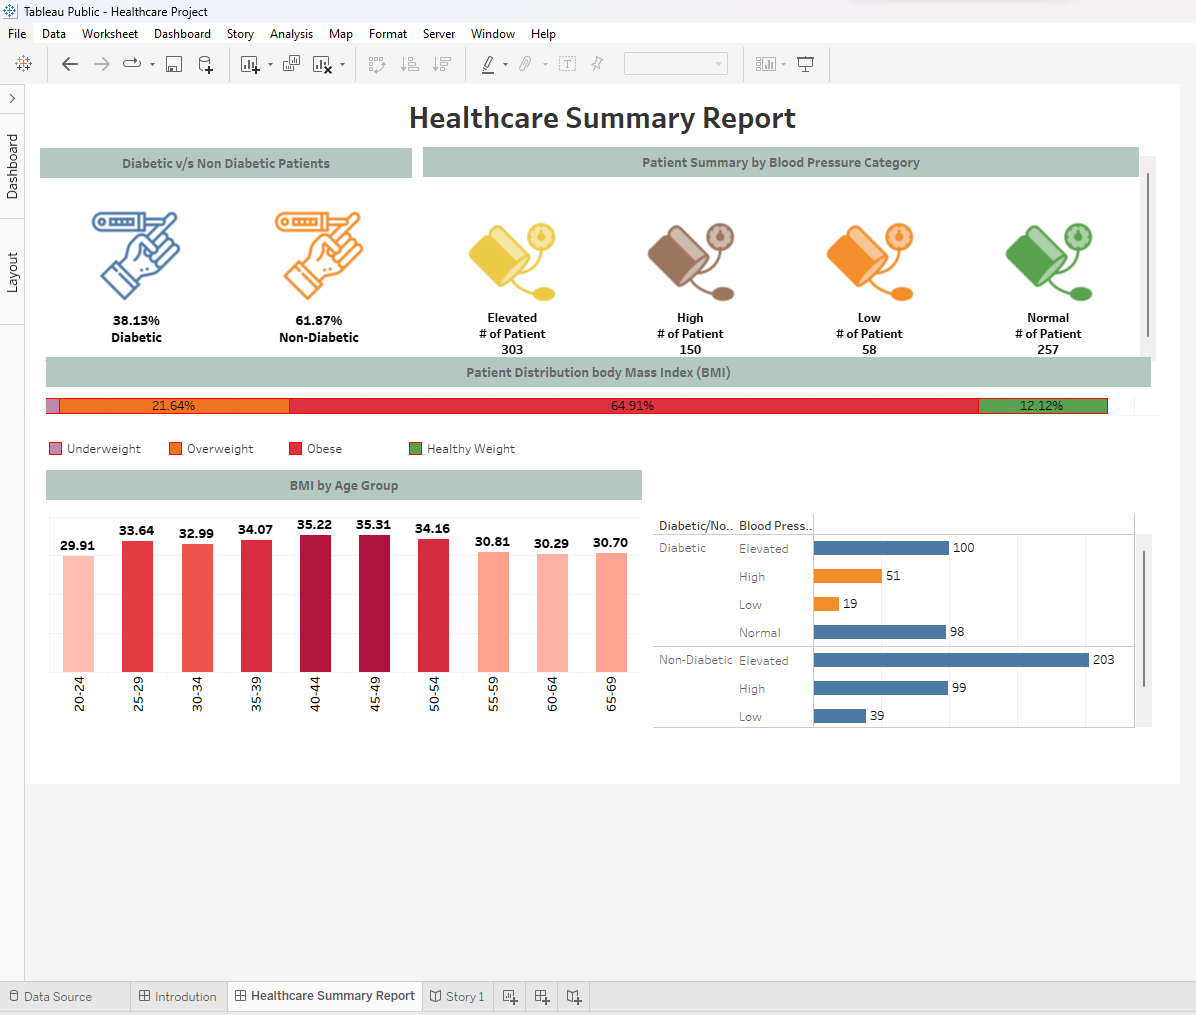 Tableau Public - Healthcare Project
File Data Worksheet Dashboard Story Analysis Map Format Server Window Help
Dashboard
Layout
Healthcare Summary Report
Diabetic v/s Non Diabetic Patients
Patient Summary by Blood Pressure Category
38.13%
Diabetic
61.87%
Non-Diabetic
Elevated
# of Patient
303
High
# of Patient
150
Low
# of Patient
58
Normal
# of Patient
257
Patient Distribution body Mass Index (BMI)
21.64% 64.91% 12.12%
Underweight Overweight Obese Healthy Weight
BMI by Age Group
29.91 33.64 32.99 34.07 35.22 35.31 34.16 30.81 30.29 30.70
20-24 25-29 30-34 35-39 40-44 45-49 50-54 55-59 60-64 65-69
Diabetic/No.. Blood Press..
Diabetic Elevated 100
High 51
Low 19
Normal 98
Non-Diabetic Elevated 203
High 99
Low 39
Data Source Introdution Healthcare Summary Report Story 1